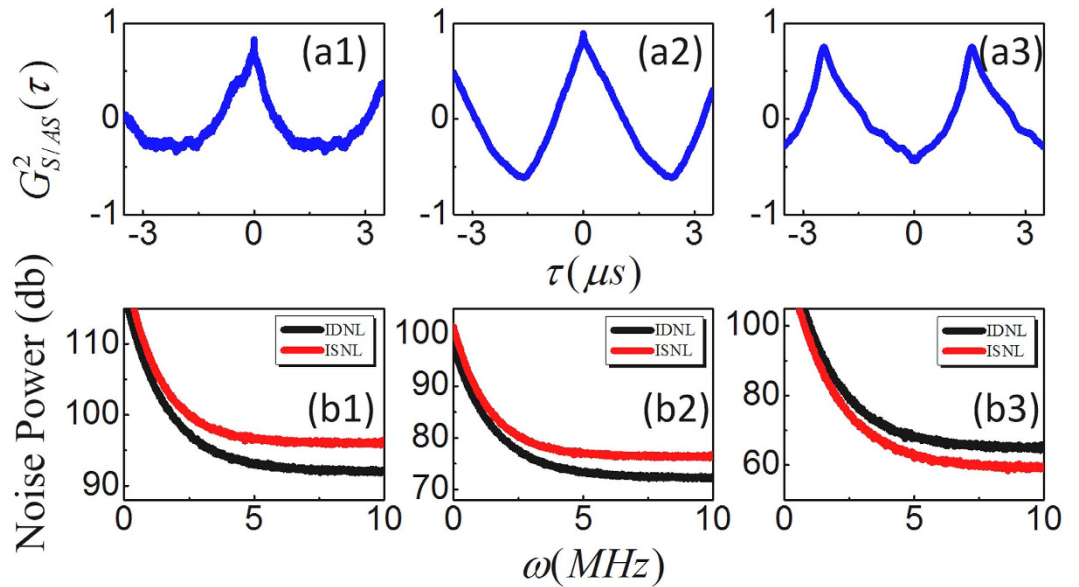 G²S/AS(τ)
1
0
-1
(a1)
-3 0 3
1
0
-1
(a2)
-3 0 3
1
0
-1
(a3)
-3 0 3
τ(μs)
Noise Power (db)
110
100
90
IDNL
ISNL
(b1)
0 5 10
100
90
80
70
IDNL
ISNL
(b2)
0 5 10
100
80
60
IDNL
ISNL
(b3)
0 5 10
ω(MHz)